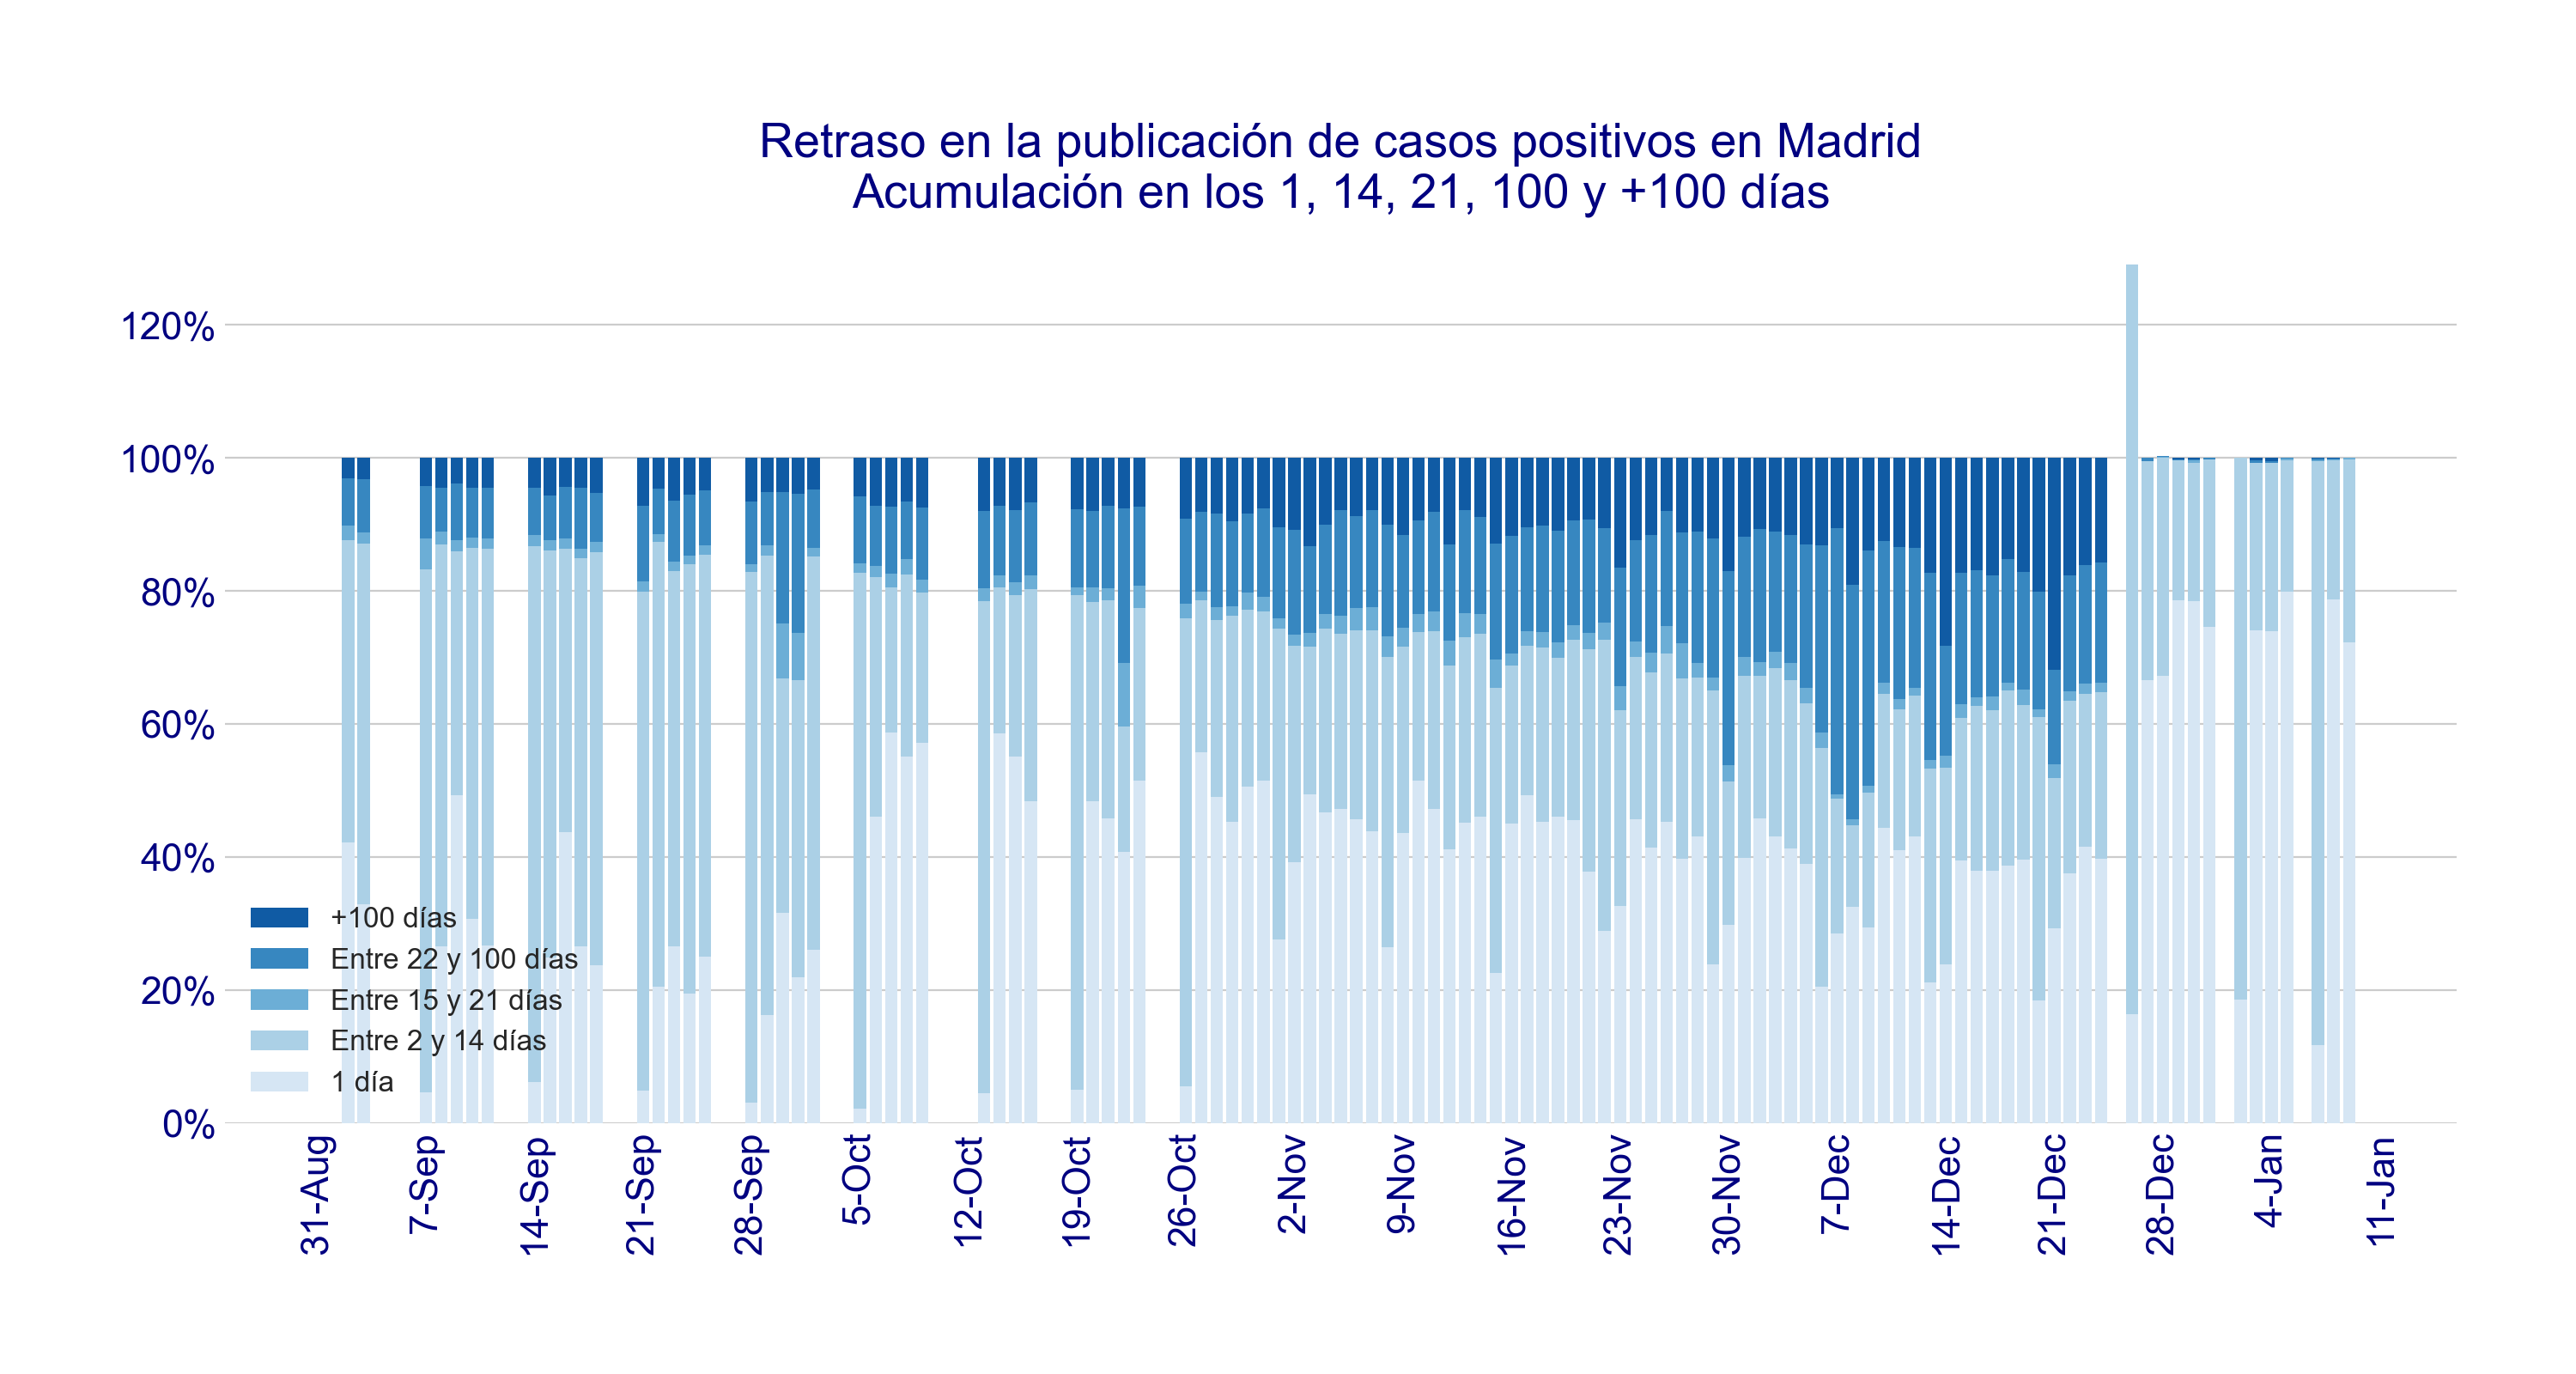 Retraso en la publicación de casos positivos en Madrid
Acumulación en los 1, 14, 21, 100 y +100 días
120%
100%
80%
60%
40%
20%
0%
+100 días
Entre 22 y 100 días
Entre 15 y 21 días
Entre 2 y 14 días
1 día
31-Aug
7-Sep
14-Sep
21-Sep
28-Sep
5-Oct
12-Oct
19-Oct
26-Oct
2-Nov
9-Nov
16-Nov
23-Nov
30-Nov
7-Dec
14-Dec
21-Dec
28-Dec
4-Jan
11-Jan